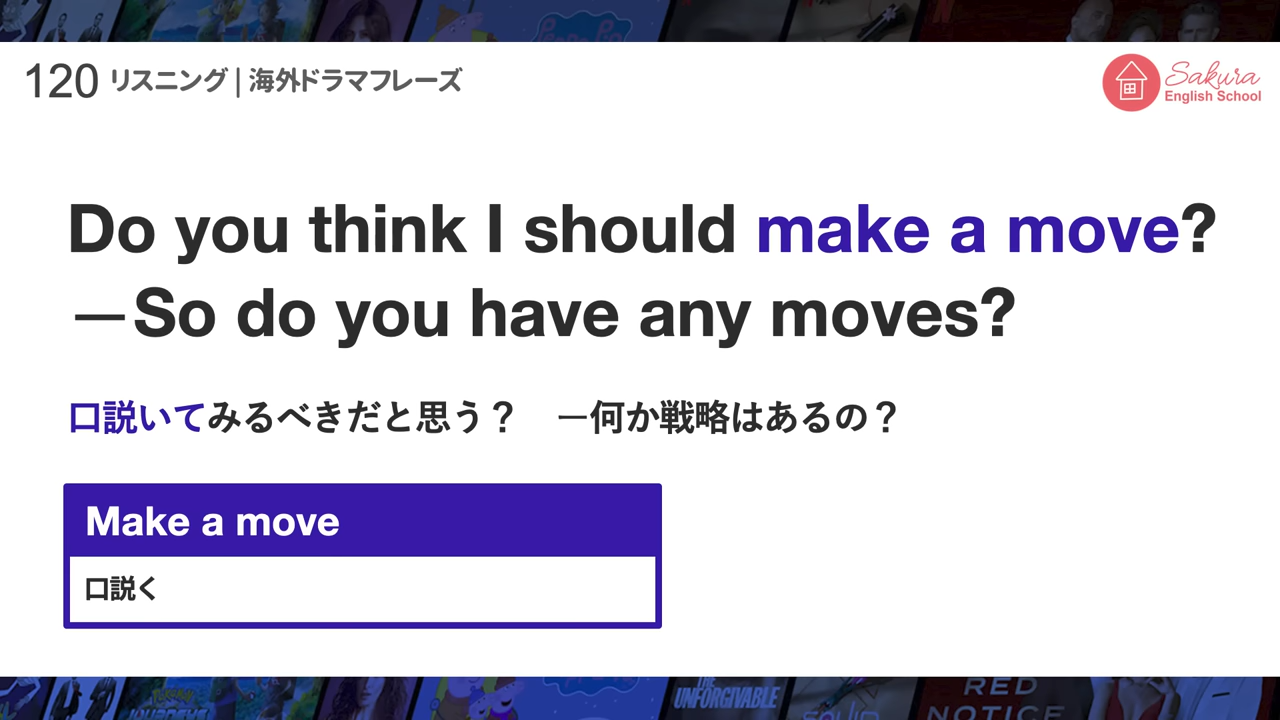 120 リスニング | 海外ドラマフレーズ
Sakura
English School
Do you think I should make a move?
—So do you have any moves?
口説いてみるべきだと思う？ —何か戦略はあるの？
Make a move
口説く
THE
UNFORGIVABLE
RED
NOTICE